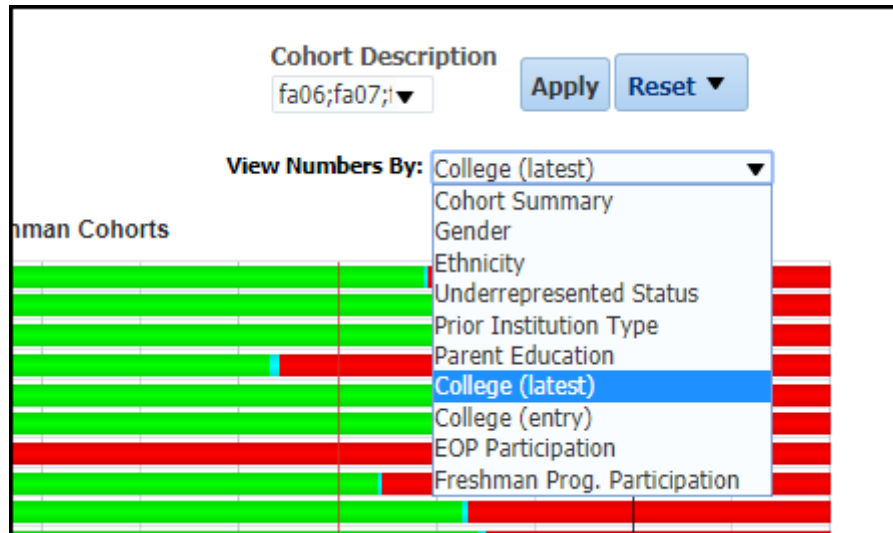 Cohort Description
fa06;fa07;
Apply
Reset
View Numbers By: College (latest)
Cohort Summary
nman Cohorts
Gender
Ethnicity
Underrepresented Status
Prior Institution Type
Parent Education
College (latest)
College (entry)
EOP Participation
Freshman Prog. Participation